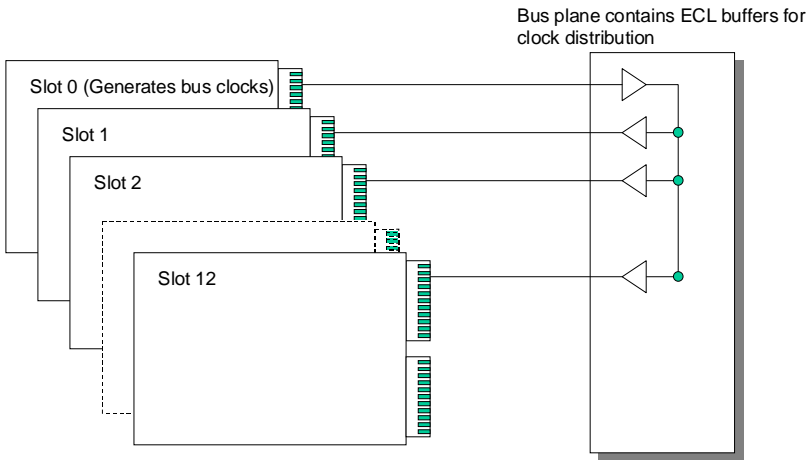 Bus plane contains ECL buffers for
clock distribution
Slot 0 (Generates bus clocks)
Slot 1
Slot 2
Slot 12